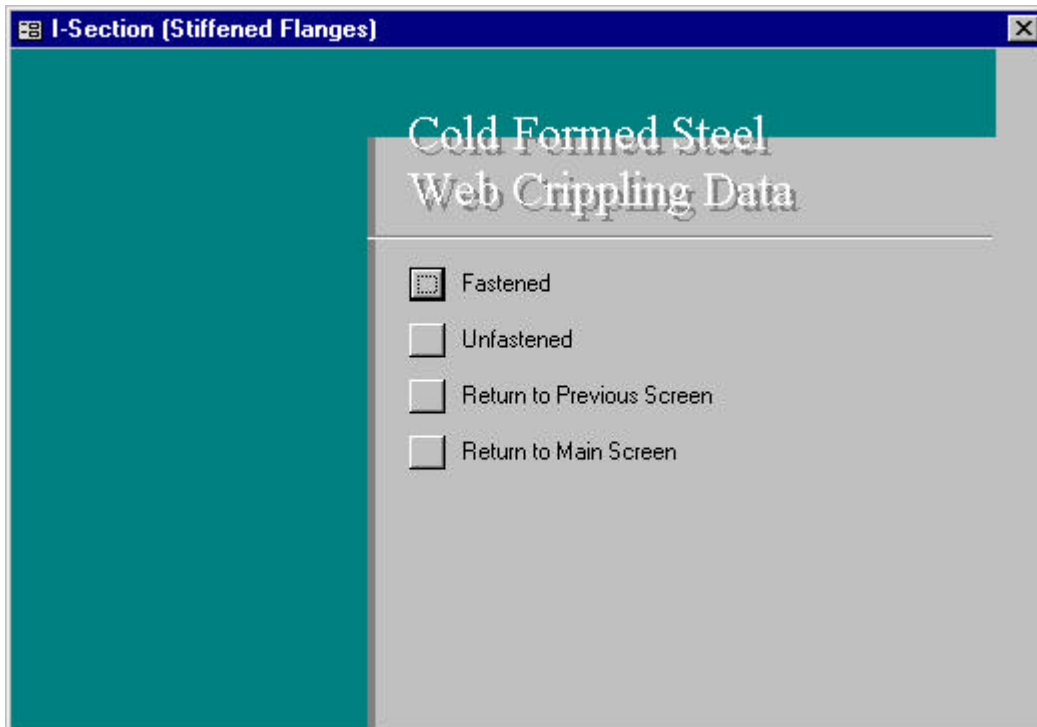 I-Section (Stiffened Flanges)
Cold Formed Steel
Web Crippling Data
Fastened
Unfastened
Return to Previous Screen
Return to Main Screen